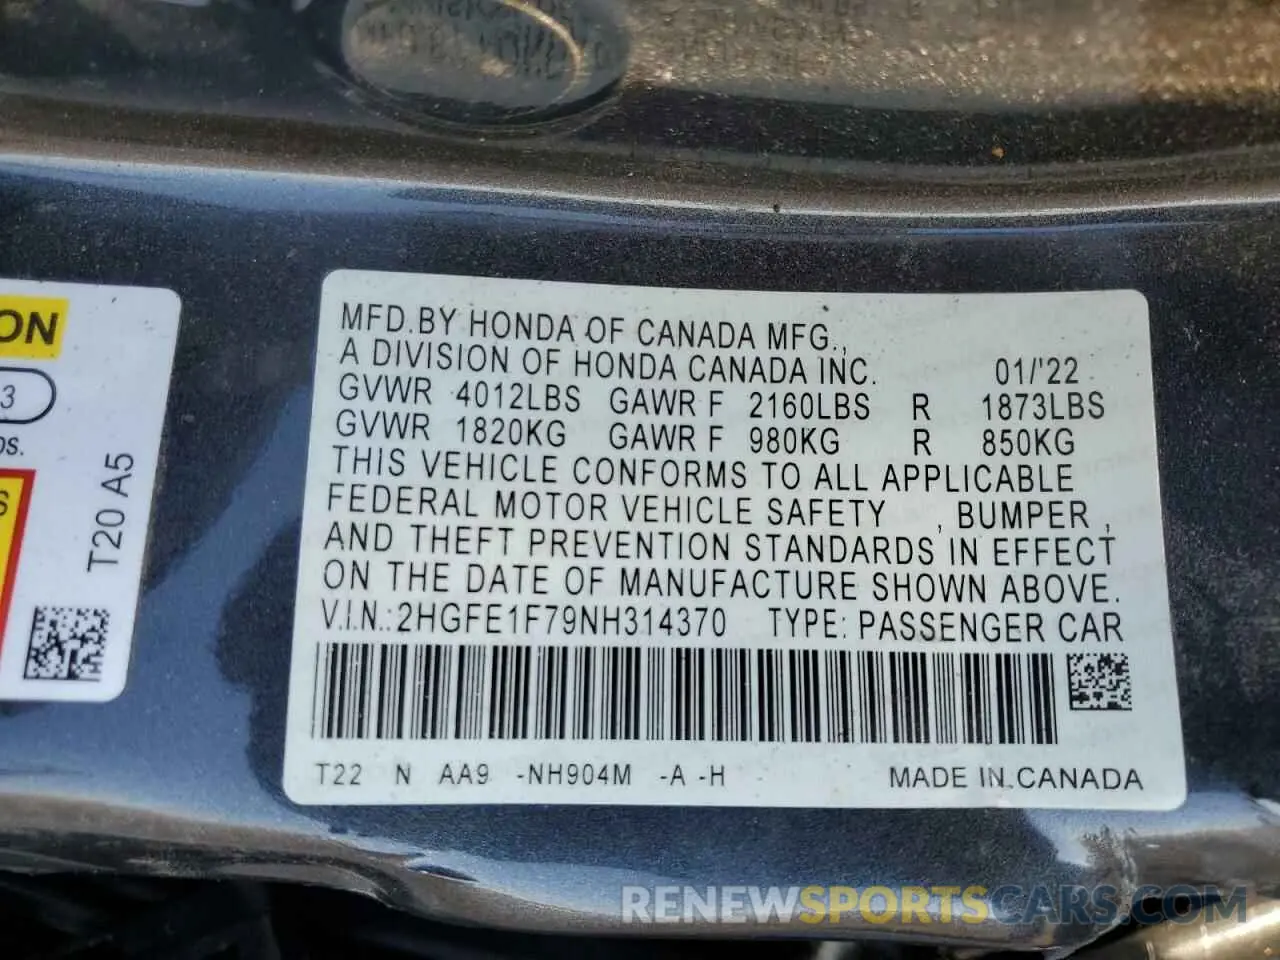 MFD.BY HONDA OF CANADA MFG.,
A DIVISION OF HONDA CANADA INC. 01/'22
GVWR 4012LBS GAWR F 2160LBS R 1873LBS
GVWR 1820KG GAWR F 980KG R 850KG
THIS VEHICLE CONFORMS TO ALL APPLICABLE
FEDERAL MOTOR VEHICLE SAFETY , BUMPER ,
AND THEFT PREVENTION STANDARDS IN EFFECT
ON THE DATE OF MANUFACTURE SHOWN ABOVE.
V.I.N.:2HGFE1F79NH314370 TYPE: PASSENGER CAR
T22 N AA9 -NH904M -A -H MADE IN CANADA
ON
3
S
T20 A5
RENEWSPORTSCARS.COM